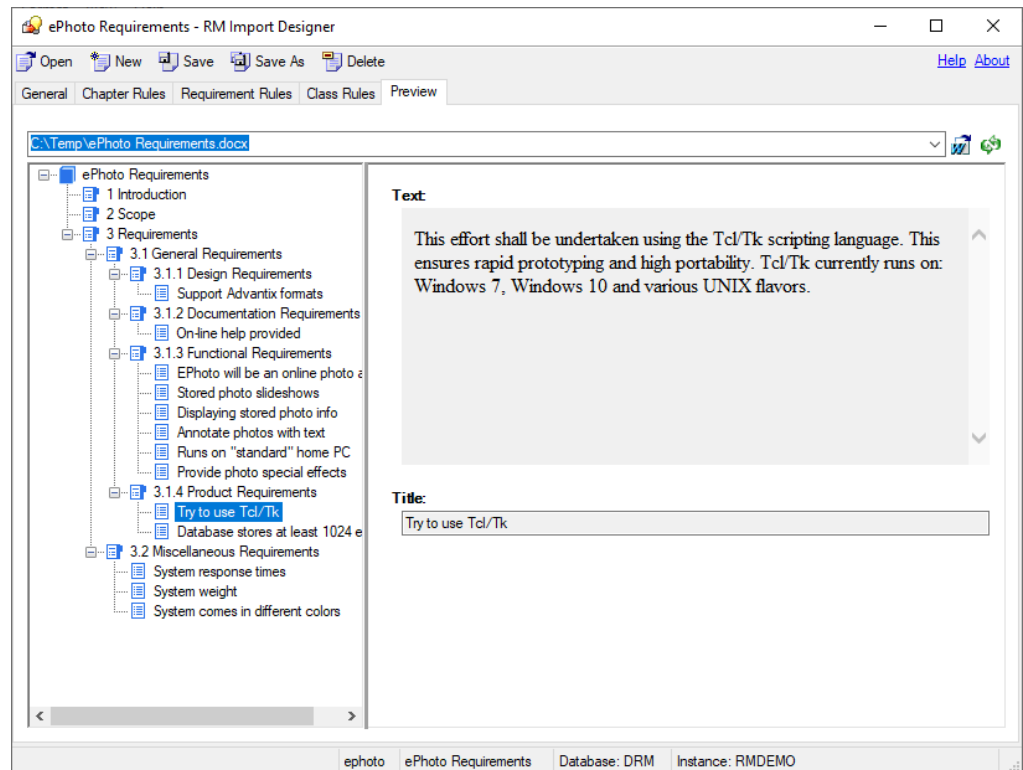 ePhoto Requirements - RM Import Designer
Open New Save Save As Delete Help About
General Chapter Rules Requirement Rules Class Rules Preview
C:\Temp\ePhoto Requirements.docx
ePhoto Requirements
1 Introduction
2 Scope
3 Requirements
3.1 General Requirements
3.1.1 Design Requirements
Support Advantix formats
3.1.2 Documentation Requirements
On-line help provided
3.1.3 Functional Requirements
EPhoto will be an online photo a
Stored photo slideshows
Displaying stored photo info
Annotate photos with text
Runs on "standard" home PC
Provide photo special effects
3.1.4 Product Requirements
Try to use Tcl/Tk
Database stores at least 1024 e
3.2 Miscellaneous Requirements
System response times
System weight
System comes in different colors
Text:
This effort shall be undertaken using the Tcl/Tk scripting language. This
ensures rapid prototyping and high portability. Tcl/Tk currently runs on:
Windows 7, Windows 10 and various UNIX flavors.
Title:
Try to use Tcl/Tk
ephoto ePhoto Requirements Database: DRM Instance: RMDEMO